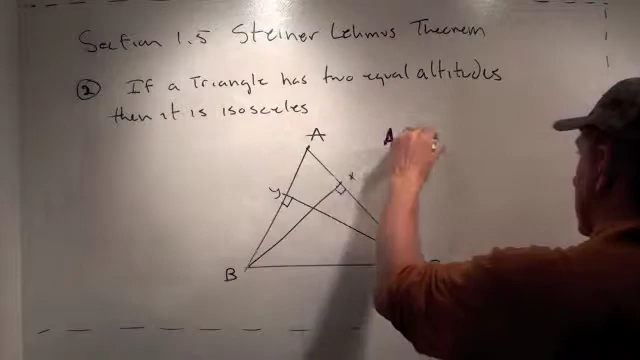 Section 1.5 Steiner Lehmus Theorem
② If a Triangle has two equal altitudes
then it is isosceles
A
A
y
x
B